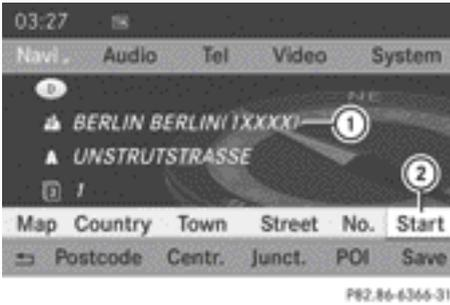 03:27
Navi Audio Tel Video System
D
NE
BERLIN BERLIN(1XXXX) 1
UNSTRUTSTRASSE
2
1
Map Country Town Street No. Start
Postcode Centr. Junct. POI Save
P82.86-6366-31